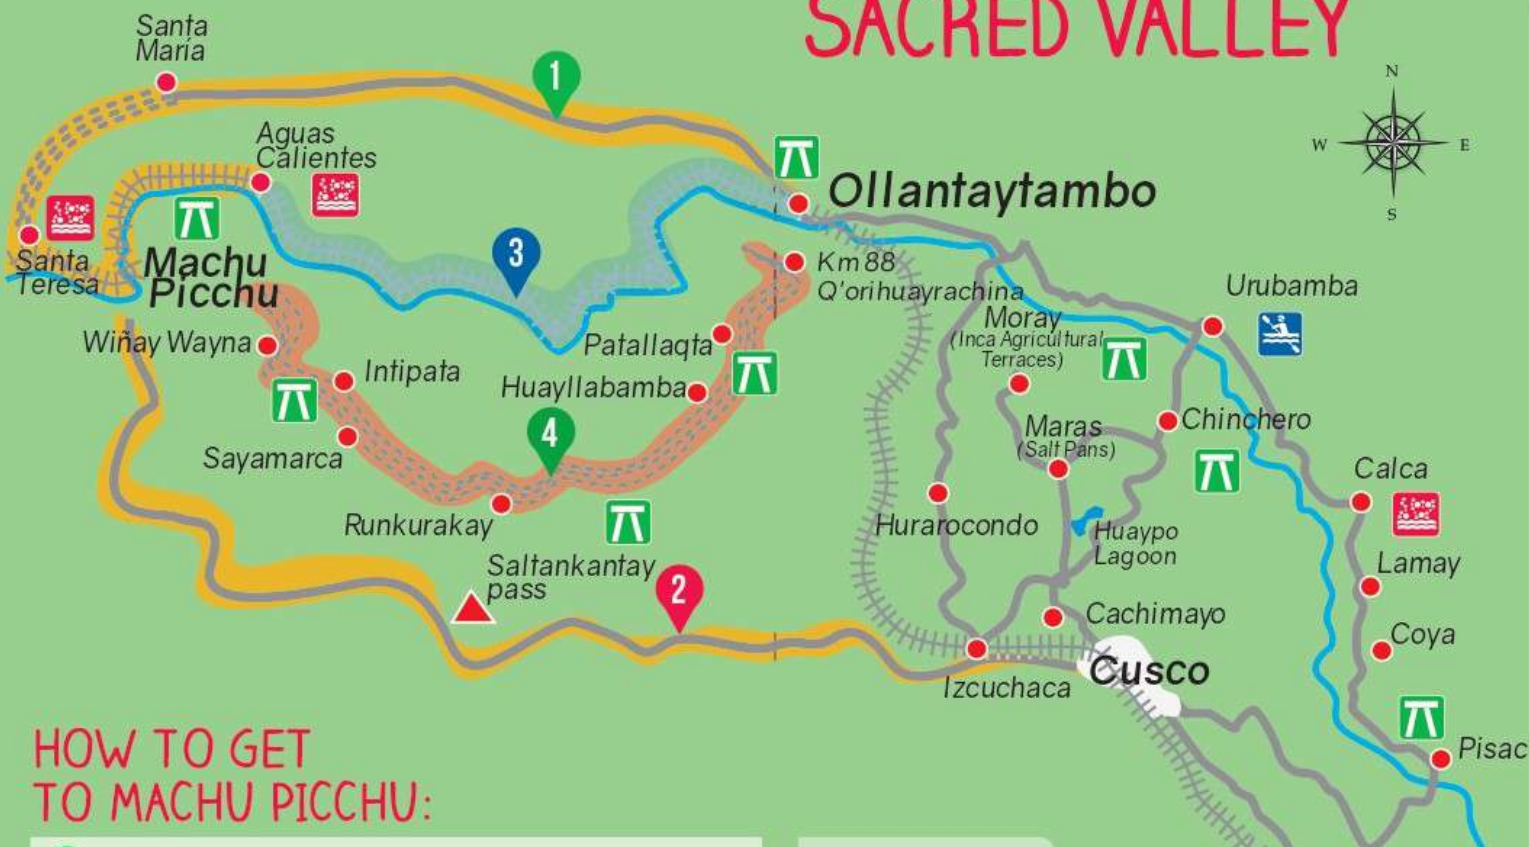 SACRED VALLEY
Santa
María
1
N
W
E
S
Aguas
Calientes
Ollantaytambo
Santa
Teresa
Machu
Picchu
3
Km 88
Q'orihuayrachina
Urubamba
Moray
(Inca Agricultural
Terraces)
Wiñay Wayna
Patallaqta
Intipata
Huayllabamba
4
Maras
(Salt Pans)
Chinchero
Sayamarca
Calca
Runkurakay
Hurarocondo
Huaypo
Lagoon
Saltankantay
pass
2
Lamay
Cachimayo
Coya
Izcuchaca
Cusco
Pisac
HOW TO GET
TO MACHU PICCHU: